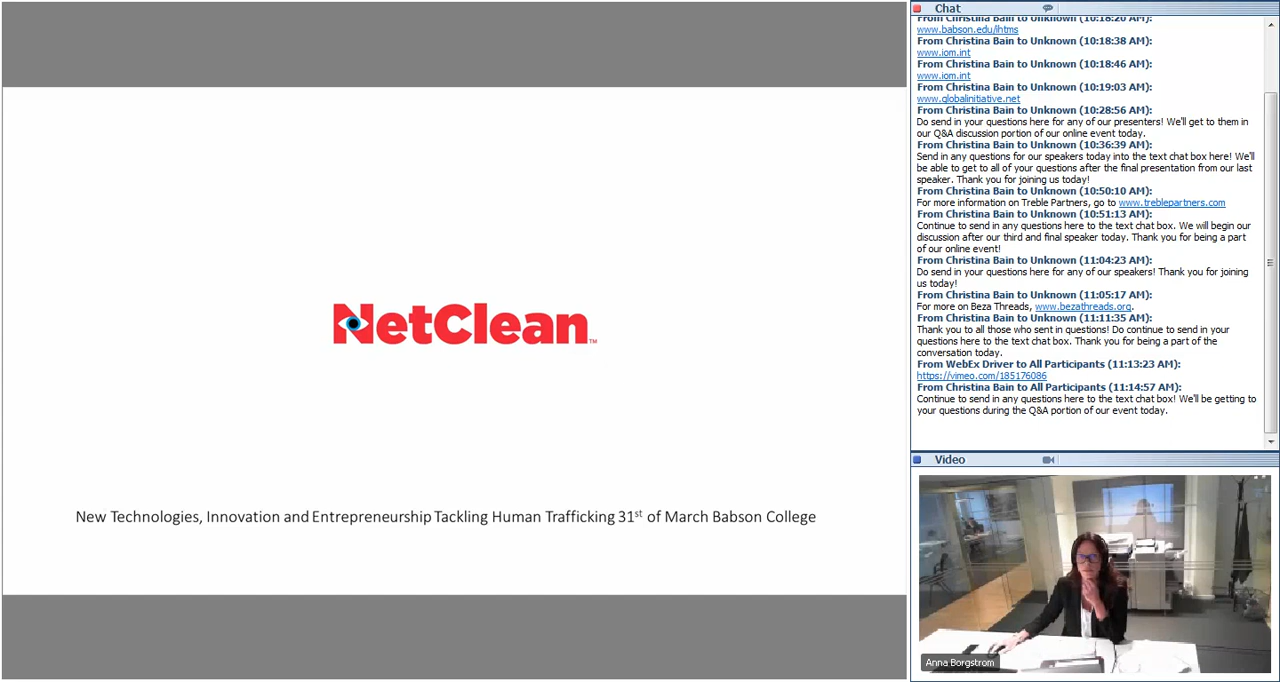 NetClean™
New Technologies, Innovation and Entrepreneurship Tackling Human Trafficking 31st of March Babson College
Chat
From Christina Bain to Unknown (10:18:20 AM):
www.babson.edu/ihtms
From Christina Bain to Unknown (10:18:38 AM):
www.iom.int
From Christina Bain to Unknown (10:18:46 AM):
www.iom.int
From Christina Bain to Unknown (10:19:03 AM):
www.globalinitiative.net
From Christina Bain to Unknown (10:28:56 AM):
Do send in your questions here for any of our presenters! We'll get to them in
our Q&A discussion portion of our online event today.
From Christina Bain to Unknown (10:36:39 AM):
Send in any questions for our speakers today into the text chat box here! We'll
be able to get to all of your questions after the final presentation from our last
speaker. Thank you for joining us today!
From Christina Bain to Unknown (10:50:10 AM):
For more information on Treble Partners, go to www.treblepartners.com
From Christina Bain to Unknown (10:51:13 AM):
Continue to send in any questions here to the text chat box. We will begin our
discussion after our third and final speaker today. Thank you for being a part
of our online event!
From Christina Bain to Unknown (11:04:23 AM):
Do send in your questions here for any of our speakers! Thank you for joining
us today!
From Christina Bain to Unknown (11:05:17 AM):
For more on Beza Threads, www.bezathreads.org.
From Christina Bain to Unknown (11:11:35 AM):
Thank you to all those who sent in questions! Do continue to send in your
questions here to the text chat box. Thank you for being a part of the
conversation today.
From WebEx Driver to All Participants (11:13:23 AM):
https://vimeo.com/185176086
From Christina Bain to All Participants (11:14:57 AM):
Continue to send in any questions here to the text chat box! We'll be getting to
your questions during the Q&A portion of our event today.
Video
Anna Borgstrom